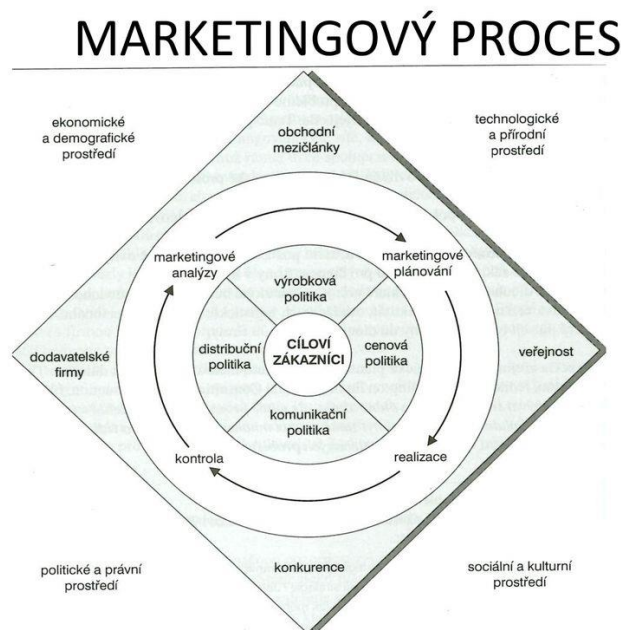 MARKETINGOVÝ PROCES
ekonomické
a demografické
prostředí
technologické
a přírodní
prostředí
obchodní
mezičlánky
marketingové
analýzy
marketingové
plánování
výrobková
politika
dodavatelské
firmy
distribuční
politika
CÍLOVÍ
ZÁKAZNÍCI
cenová
politika
veřejnost
komunikační
politika
kontrola
realizace
politické a právní
prostředí
konkurence
sociální a kulturní
prostředí